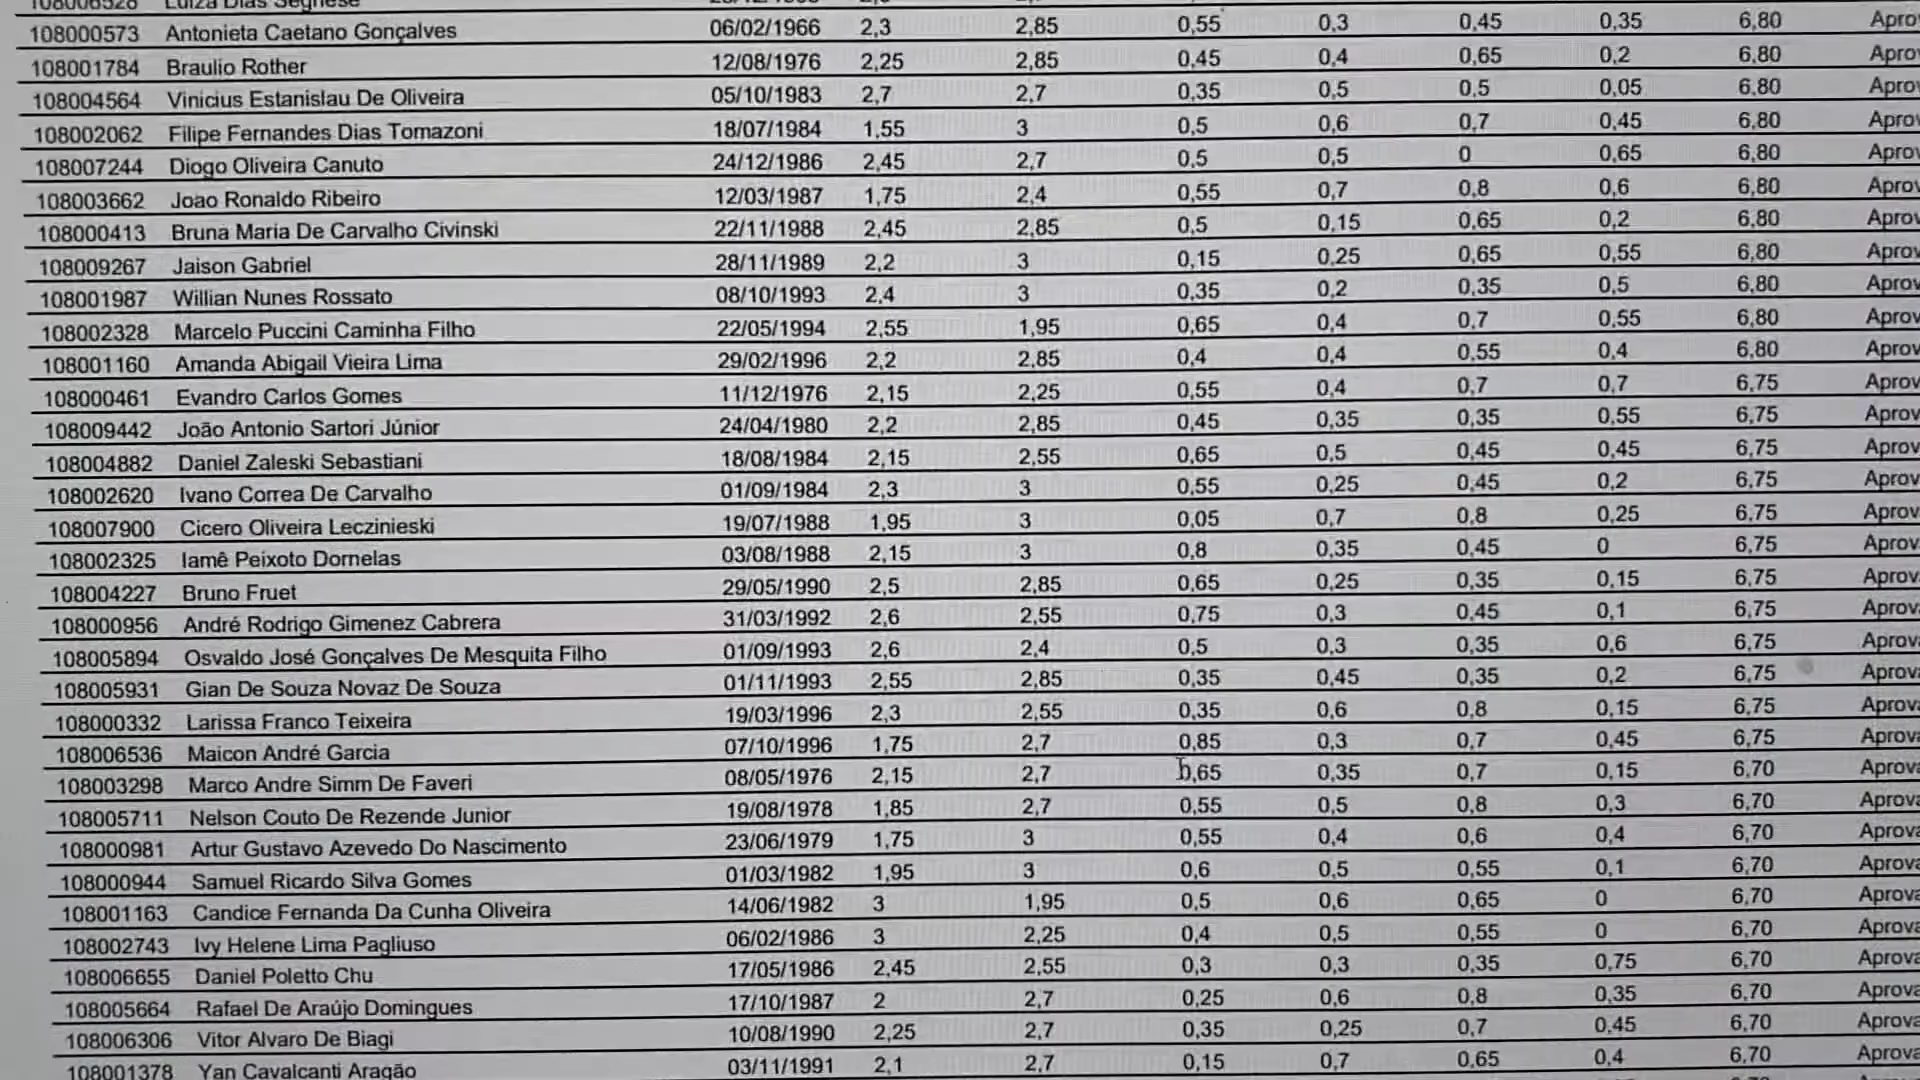 108006528 Luiza Dias Seghese
108000573 Antonieta Caetano Gonçalves 06/02/1966 2,3 2,85 0,55 0,3 0,45 0,35 6,80 Aprov
108001784 Braulio Rother 12/08/1976 2,25 2,85 0,45 0,4 0,65 0,2 6,80 Aprov
108004564 Vinicius Estanislau De Oliveira 05/10/1983 2,7 2,7 0,35 0,5 0,5 0,05 6,80 Aprov
108002062 Filipe Fernandes Dias Tomazoni 18/07/1984 1,55 3 0,5 0,6 0,7 0,45 6,80 Aprov
108007244 Diogo Oliveira Canuto 24/12/1986 2,45 2,7 0,5 0,5 0 0,65 6,80 Aprov
108003662 Joao Ronaldo Ribeiro 12/03/1987 1,75 2,4 0,55 0,7 0,8 0,6 6,80 Aprov
108000413 Bruna Maria De Carvalho Civinski 22/11/1988 2,45 2,85 0,5 0,15 0,65 0,2 6,80 Aprov
108009267 Jaison Gabriel 28/11/1989 2,2 3 0,15 0,25 0,65 0,55 6,80 Aprov
108001987 Willian Nunes Rossato 08/10/1993 2,4 3 0,35 0,2 0,35 0,5 6,80 Aprov
108002328 Marcelo Puccini Caminha Filho 22/05/1994 2,55 1,95 0,65 0,4 0,7 0,55 6,80 Aprov
108001160 Amanda Abigail Vieira Lima 29/02/1996 2,2 2,85 0,4 0,4 0,55 0,4 6,80 Aprov
108000461 Evandro Carlos Gomes 11/12/1976 2,15 2,25 0,55 0,4 0,7 0,7 6,75 Aprov
108009442 João Antonio Sartori Júnior 24/04/1980 2,2 2,85 0,45 0,35 0,35 0,55 6,75 Aprov
108004882 Daniel Zaleski Sebastiani 18/08/1984 2,15 2,55 0,65 0,5 0,45 0,45 6,75 Aprov
108002620 Ivano Correa De Carvalho 01/09/1984 2,3 3 0,55 0,25 0,45 0,2 6,75 Aprov
108007900 Cicero Oliveira Leczinieski 19/07/1988 1,95 3 0,05 0,7 0,8 0,25 6,75 Aprov
108002325 Iamê Peixoto Dornelas 03/08/1988 2,15 3 0,8 0,35 0,45 0 6,75 Aprov
108004227 Bruno Fruet 29/05/1990 2,5 2,85 0,65 0,25 0,35 0,15 6,75 Aprov
108000956 André Rodrigo Gimenez Cabrera 31/03/1992 2,6 2,55 0,75 0,3 0,45 0,1 6,75 Aprov
108005894 Osvaldo José Gonçalves De Mesquita Filho 01/09/1993 2,6 2,4 0,5 0,3 0,35 0,6 6,75 Aprov
108005931 Gian De Souza Novaz De Souza 01/11/1993 2,55 2,85 0,35 0,45 0,35 0,2 6,75 Aprova
108000332 Larissa Franco Teixeira 19/03/1996 2,3 2,55 0,35 0,6 0,8 0,15 6,75 Aprova
108006536 Maicon André Garcia 07/10/1996 1,75 2,7 0,85 0,3 0,7 0,45 6,75 Aprova
108003298 Marco Andre Simm De Faveri 08/05/1976 2,15 2,7 0,65 0,35 0,7 0,15 6,70 Aprova
108005711 Nelson Couto De Rezende Junior 19/08/1978 1,85 2,7 0,55 0,5 0,8 0,3 6,70 Aprova
108000981 Artur Gustavo Azevedo Do Nascimento 23/06/1979 1,75 3 0,55 0,4 0,6 0,4 6,70 Aprova
108000944 Samuel Ricardo Silva Gomes 01/03/1982 1,95 3 0,6 0,5 0,55 0,1 6,70 Aprova
108001163 Candice Fernanda Da Cunha Oliveira 14/06/1982 3 1,95 0,5 0,6 0,65 0 6,70 Aprova
108002743 Ivy Helene Lima Pagliuso 06/02/1986 3 2,25 0,4 0,5 0,55 0 6,70 Aprova
108006655 Daniel Poletto Chu 17/05/1986 2,45 2,55 0,3 0,3 0,35 0,75 6,70 Aprova
108005664 Rafael De Araújo Domingues 17/10/1987 2 2,7 0,25 0,6 0,8 0,35 6,70 Aprova
108006306 Vitor Alvaro De Biagi 10/08/1990 2,25 2,7 0,35 0,25 0,7 0,45 6,70 Aprova
108001378 Yan Cavalcanti Aragão 03/11/1991 2,1 2,7 0,15 0,7 0,65 0,4 6,70 Aprova